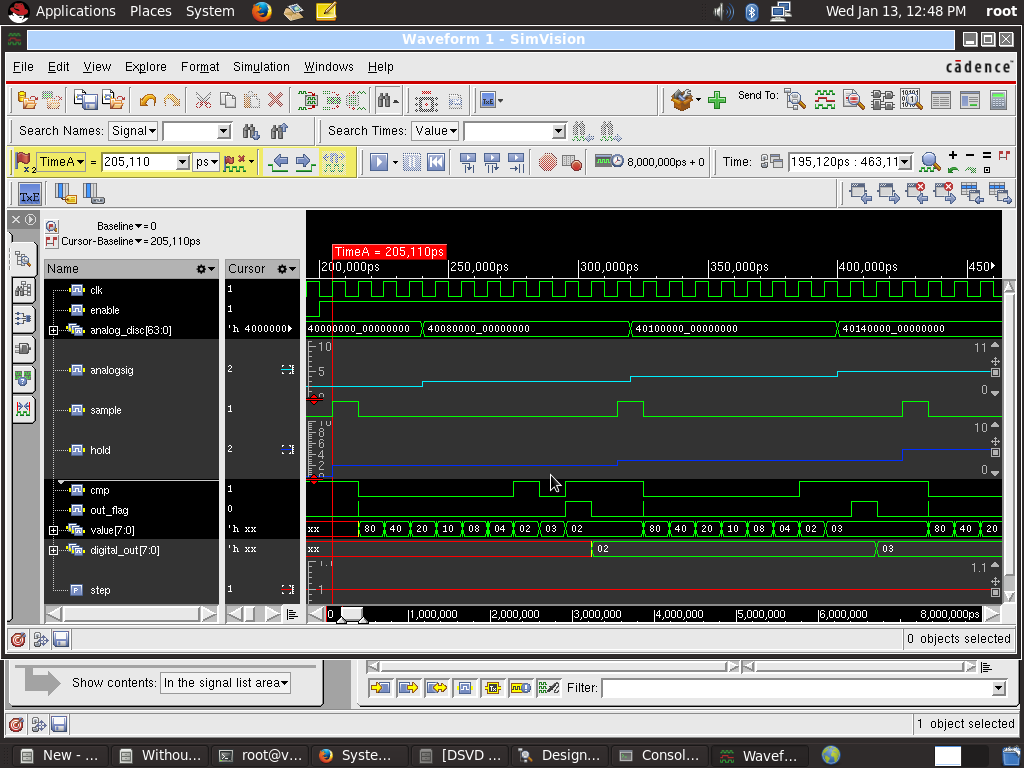 Applications Places System Wed Jan 13, 12:48 PM root
Waveform 1 - SimVision
File Edit View Explore Format Simulation Windows Help cādence
Send To:
Search Names: Signal Search Times: Value
x2 TimeA = 205,110 ps 8,000,000ps + 0 Time: 195,120ps : 463,11
TxE
Baseline = 0
Cursor-Baseline = 205,110ps
TimeA = 205,110ps
Name Cursor 200,000ps 250,000ps 300,000ps 350,000ps 400,000ps 450
clk 1
enable 1
analog_disc[63:0] 'h 4000000 40000000_00000000 40080000_00000000 40100000_00000000 40140000_00000000
analogsig 2 10 5 0 11 0
sample 1
hold 2 10 8 6 4 2 0 10 0
cmp 1
out_flag 0
value[7:0] 'h xx xx 80 40 20 10 08 04 02 03 02 80 40 20 10 08 04 02 03 80 40 20
digital_out[7:0] 'h xx xx 02 03
step 1 1.1 1 1.1
0 1,000,000 2,000,000 3,000,000 4,000,000 5,000,000 6,000,000 8,000,000ps
0 objects selected
Show contents: In the signal list area Filter:
1 object selected
New - ... Withou... root@v... Syste... [DSVD ... Design... Consol... Wavef...